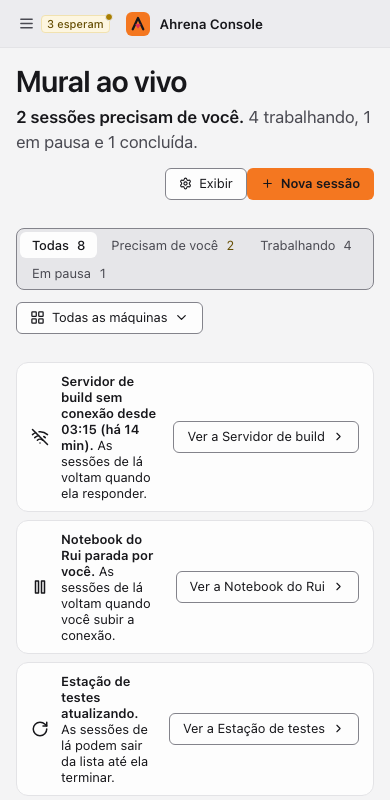 3 esperam
Ahrena Console
Mural ao vivo
2 sessões precisam de você. 4 trabalhando, 1
em pausa e 1 concluída.
Exibir
Nova sessão
Todas 8
Precisam de você 2
Trabalhando 4
Em pausa 1
Todas as máquinas
Servidor de
build sem
conexão desde
03:15 (há 14
min). As
sessões de lá
voltam quando
ela responder.
Ver a Servidor de build
Notebook do
Rui parada por
você. As
sessões de lá
voltam quando
você subir a
conexão.
Ver a Notebook do Rui
Estação de
testes
atualizando.
As sessões de
lá podem sair
da lista até ela
terminar.
Ver a Estação de testes